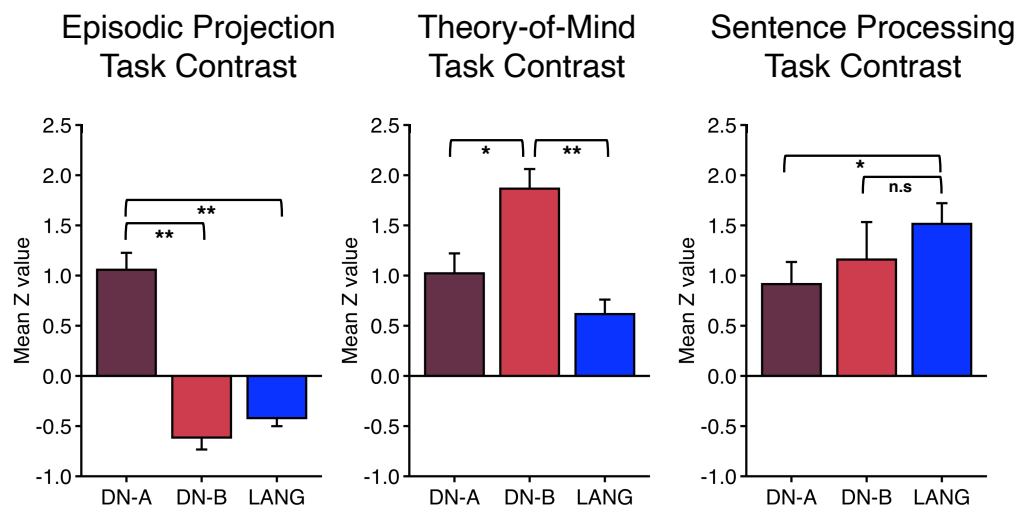 Episodic Projection
Task Contrast
Theory-of-Mind
Task Contrast
Sentence Processing
Task Contrast
Mean Z value
2.5
2.0
1.5
1.0
0.5
0.0
-0.5
-1.0
**
**
DN-A DN-B LANG
Mean Z value
2.5
2.0
1.5
1.0
0.5
0.0
-0.5
-1.0
* **
DN-A DN-B LANG
Mean Z value
2.5
2.0
1.5
1.0
0.5
0.0
-0.5
-1.0
*
n.s
DN-A DN-B LANG